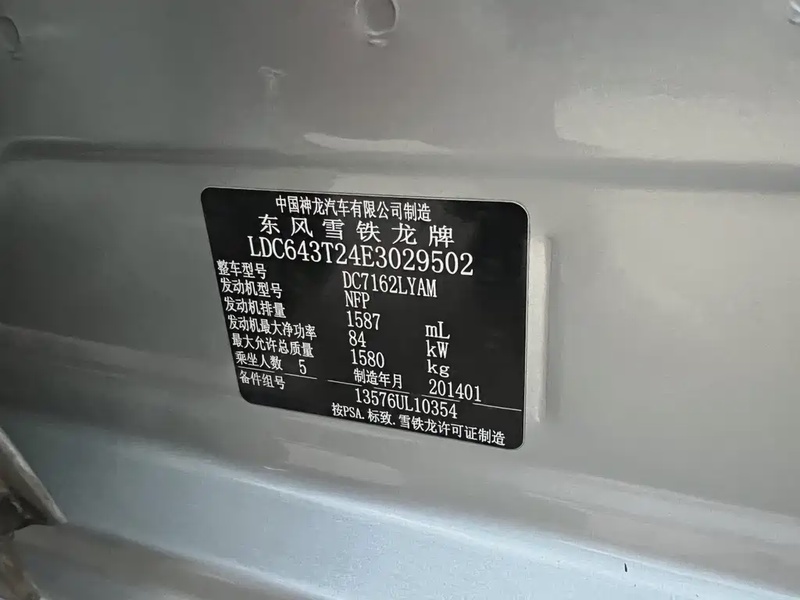 中国神龙汽车有限公司制造
东风雪铁龙牌
LDC643T24E3029502
整车型号 DC7162LYAM
发动机型号 NFP
发动机排量 1587 mL
发动机最大净功率 84 kW
最大允许总质量 1580 kg
乘坐人数 5 制造年月 201401
备件组号 13576UL10354
按PSA.标致.雪铁龙许可证制造